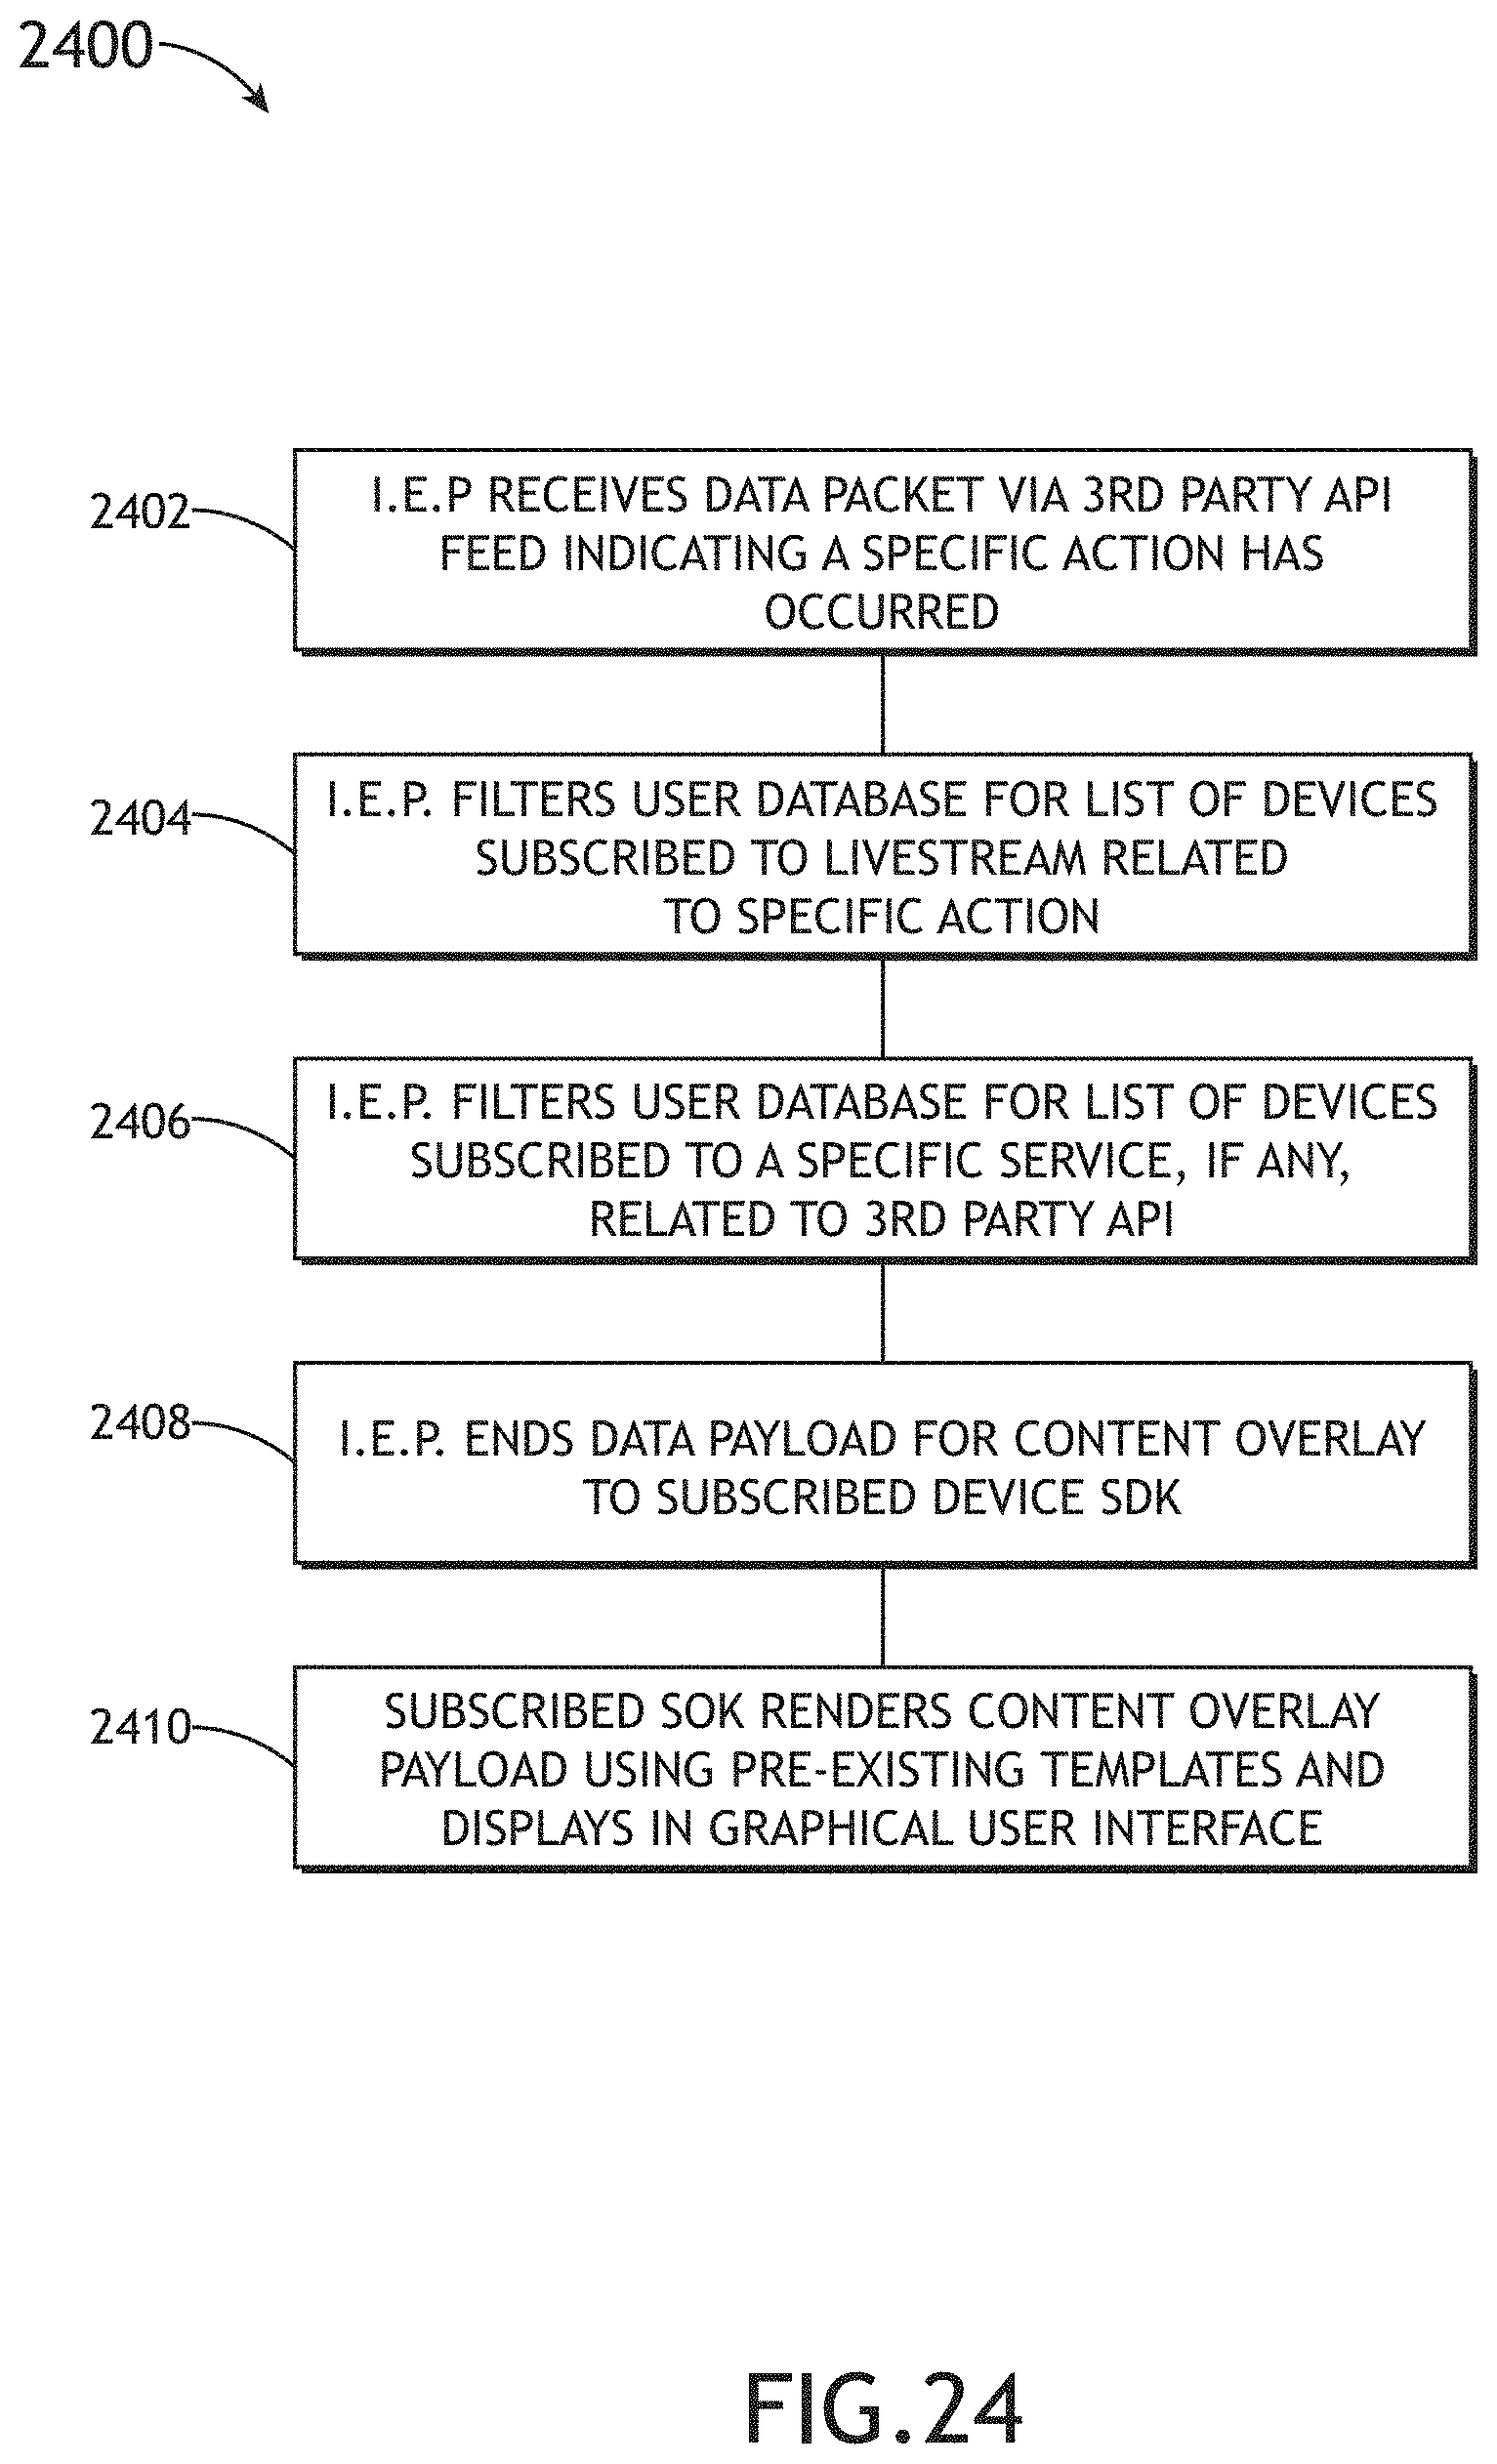 2400
2402
I.E.P RECEIVES DATA PACKET VIA 3RD PARTY API
FEED INDICATING A SPECIFIC ACTION HAS
OCCURRED
2404
I.E.P. FILTERS USER DATABASE FOR LIST OF DEVICES
SUBSCRIBED TO LIVESTREAM RELATED
TO SPECIFIC ACTION
2406
I.E.P. FILTERS USER DATABASE FOR LIST OF DEVICES
SUBSCRIBED TO A SPECIFIC SERVICE, IF ANY,
RELATED TO 3RD PARTY API
2408
I.E.P. ENDS DATA PAYLOAD FOR CONTENT OVERLAY
TO SUBSCRIBED DEVICE SDK
2410
SUBSCRIBED SOK RENDERS CONTENT OVERLAY
PAYLOAD USING PRE-EXISTING TEMPLATES AND
DISPLAYS IN GRAPHICAL USER INTERFACE
FIG.24